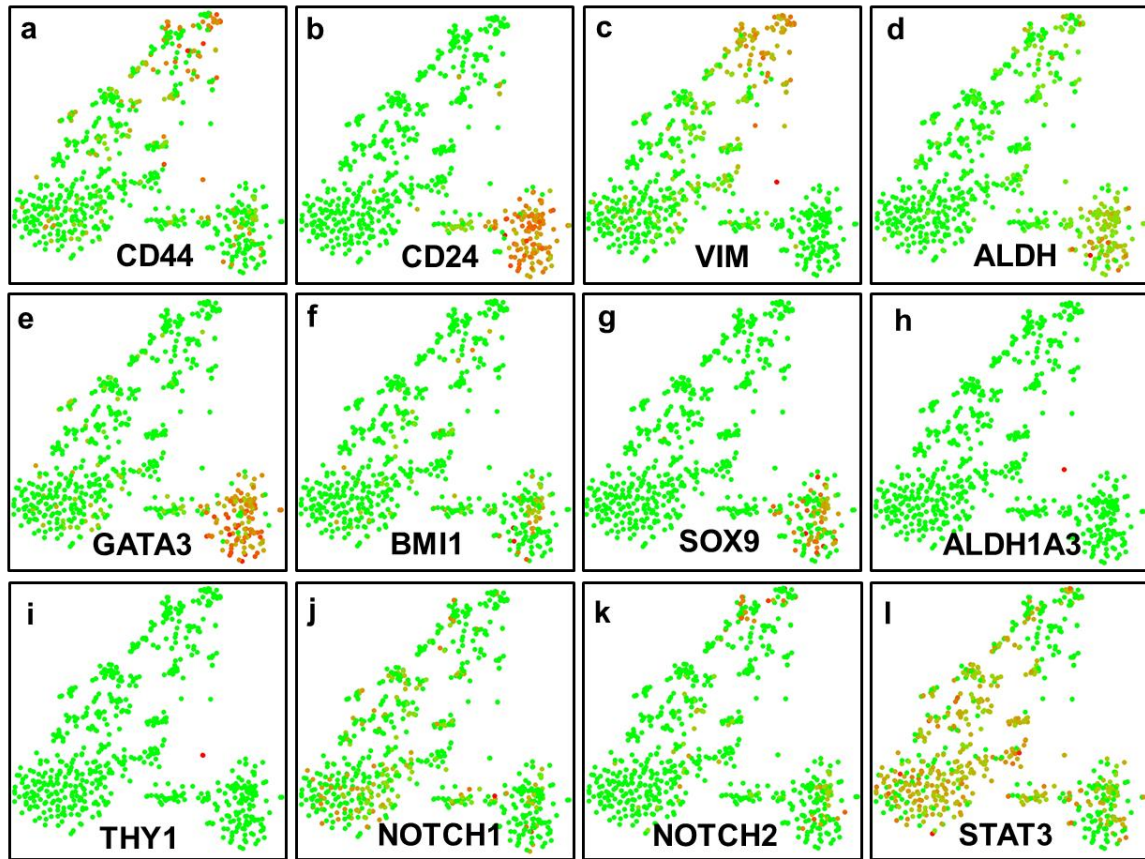 a
CD44
b
CD24
c
VIM
d
ALDH
e
GATA3
f
BMI1
g
SOX9
h
ALDH1A3
i
THY1
j
NOTCH1
k
NOTCH2
l
STAT3